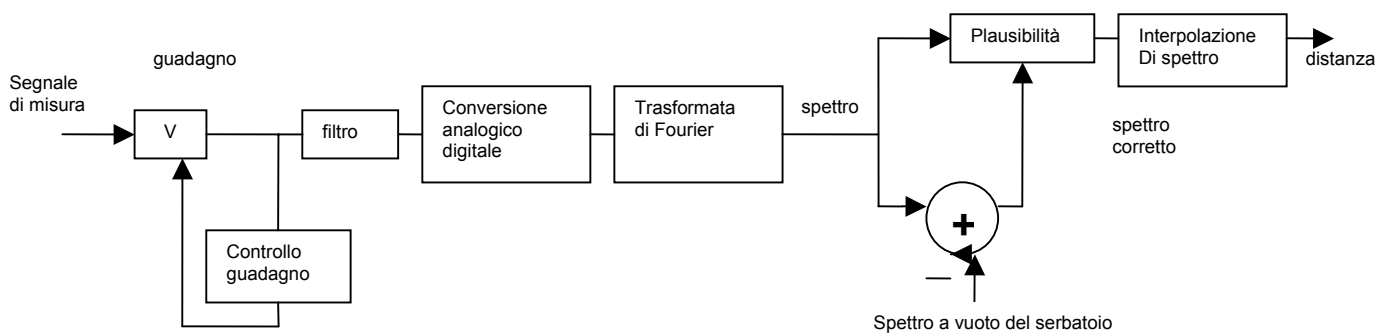 guadagno
Segnale
di misura
V
filtro
Conversione
analogico
digitale
Trasformata
di Fourier
spettro
Plausibilità
Interpolazione
Di spettro
distanza
spettro
corretto
Controllo
guadagno
+
—
Spettro a vuoto del serbatoio